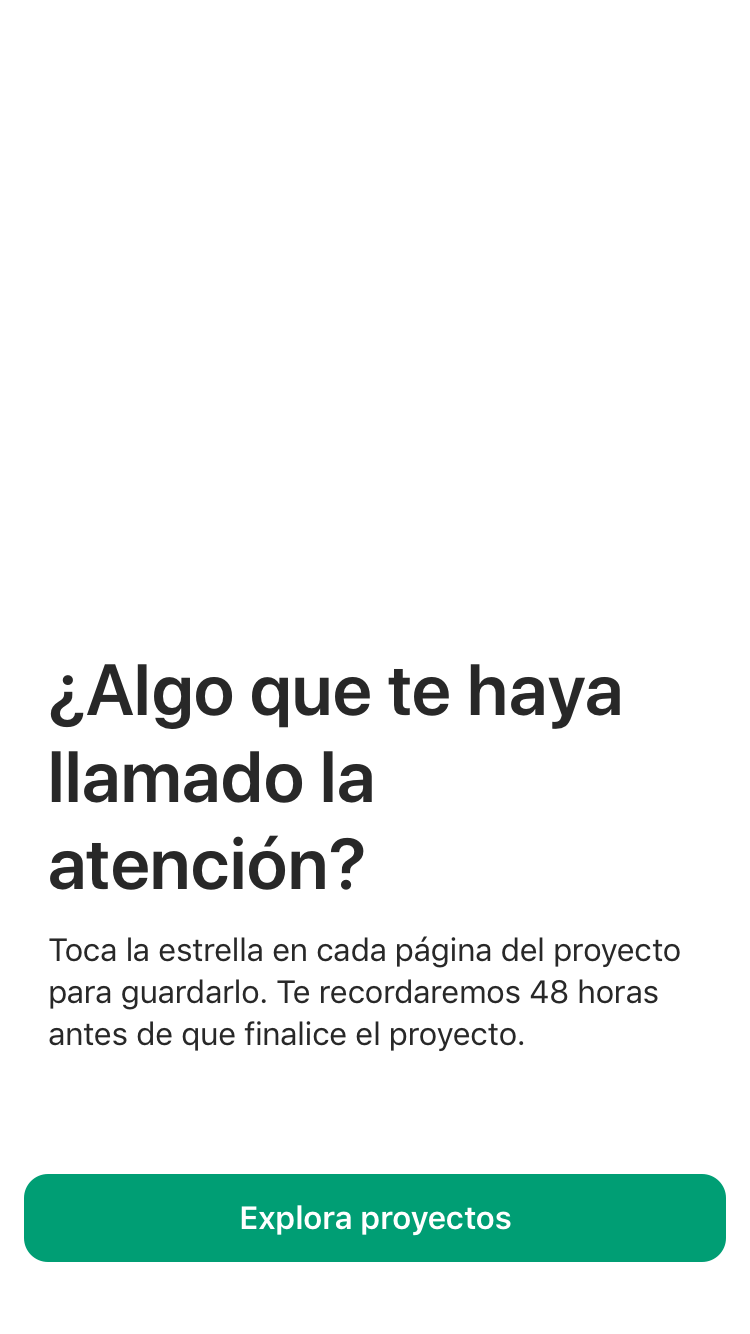 ¿Algo que te haya
llamado la
atención?
Toca la estrella en cada página del proyecto
para guardarlo. Te recordaremos 48 horas
antes de que finalice el proyecto.
Explora proyectos